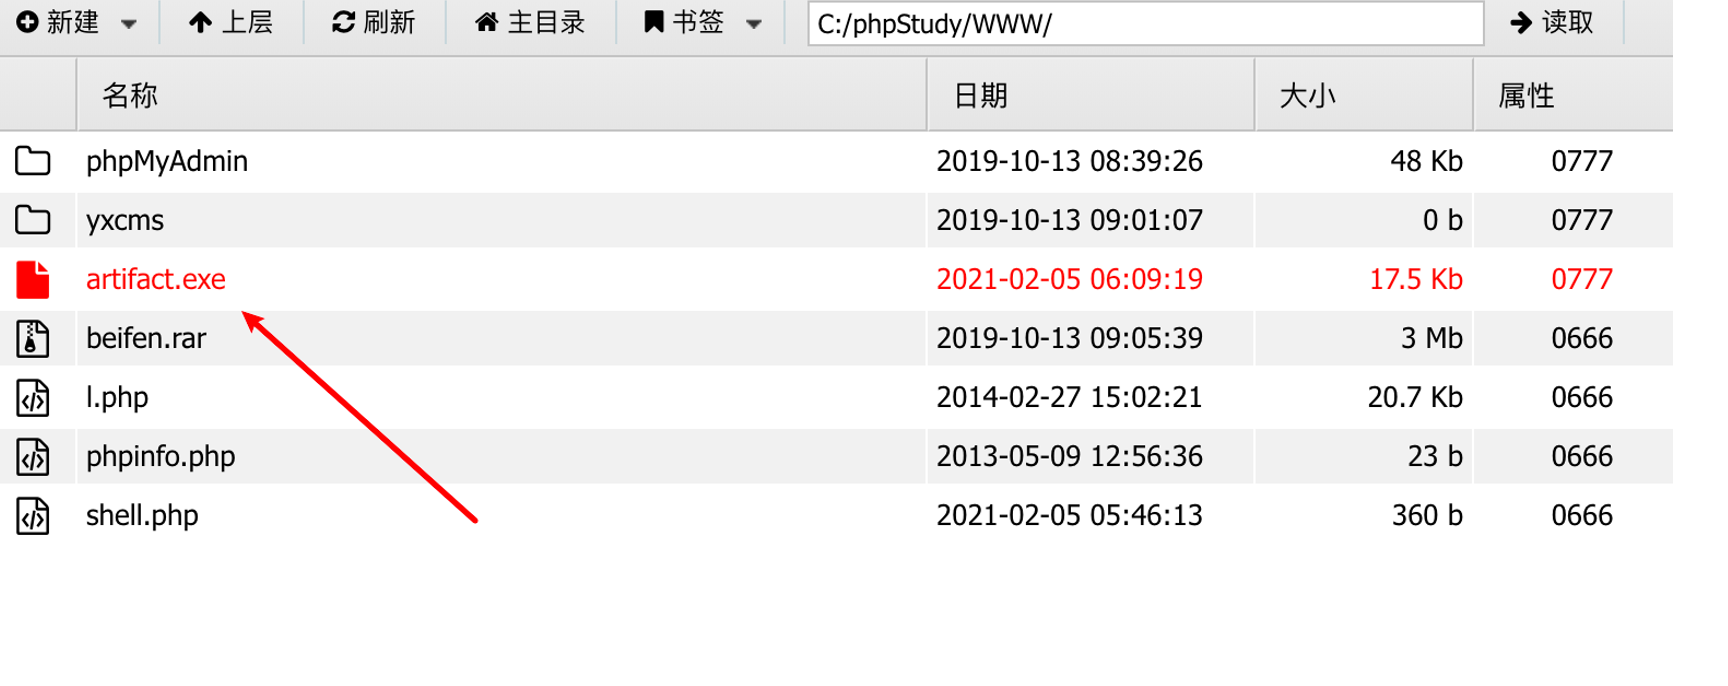 新建 上层 刷新 主目录 书签 C:/phpStudy/WWW/ 读取
名称 日期 大小 属性
phpMyAdmin 2019-10-13 08:39:26 48 Kb 0777
yxcms 2019-10-13 09:01:07 0 b 0777
artifact.exe 2021-02-05 06:09:19 17.5 Kb 0777
beifen.rar 2019-10-13 09:05:39 3 Mb 0666
l.php 2014-02-27 15:02:21 20.7 Kb 0666
phpinfo.php 2013-05-09 12:56:36 23 b 0666
shell.php 2021-02-05 05:46:13 360 b 0666